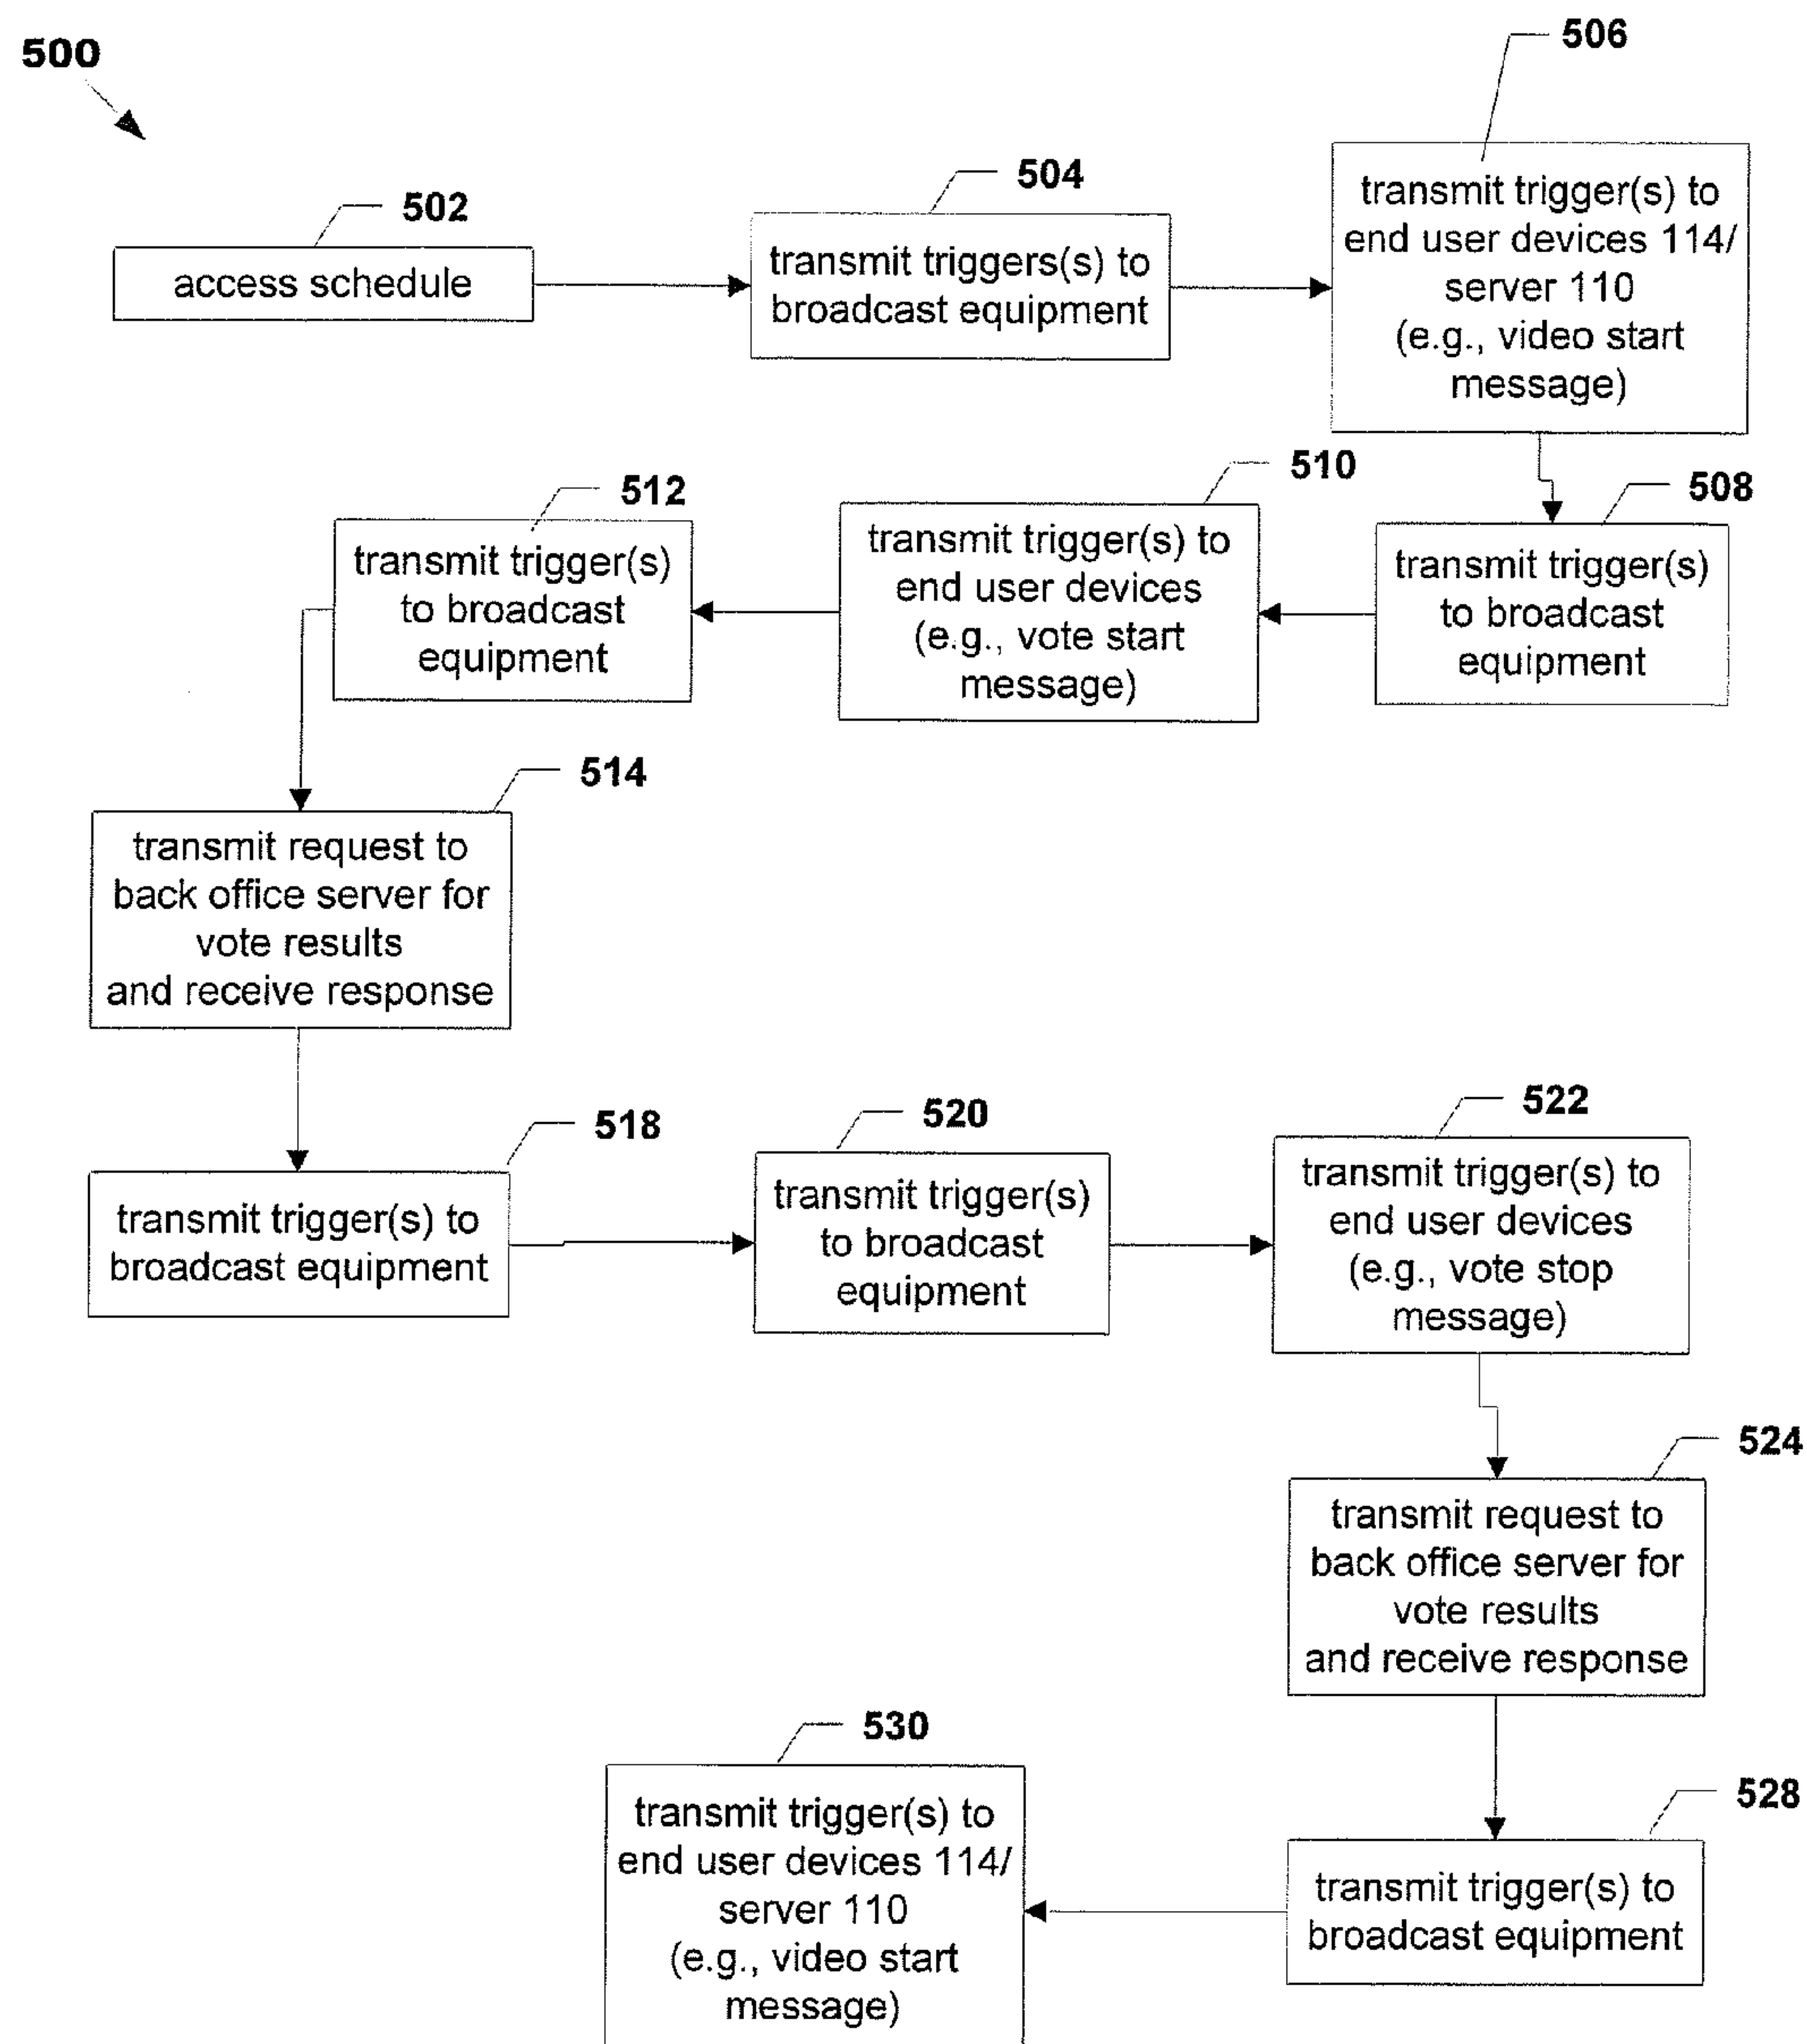 500
502
access schedule
504
transmit triggers(s) to
broadcast equipment
506
transmit trigger(s) to
end user devices 114/
server 110
(e.g., video start
message)
508
transmit trigger(s)
to broadcast
equipment
510
transmit trigger(s) to
end user devices
(e.g., vote start
message)
512
transmit trigger(s)
to broadcast
equipment
514
transmit request to
back office server for
vote results
and receive response
518
transmit trigger(s) to
broadcast equipment
520
transmit trigger(s)
to broadcast
equipment
522
transmit trigger(s) to
end user devices
(e.g., vote stop
message)
524
transmit request to
back office server for
vote results
and receive response
528
transmit trigger(s) to
broadcast equipment
530
transmit trigger(s) to
end user devices 114/
server 110
(e.g., video start
message)